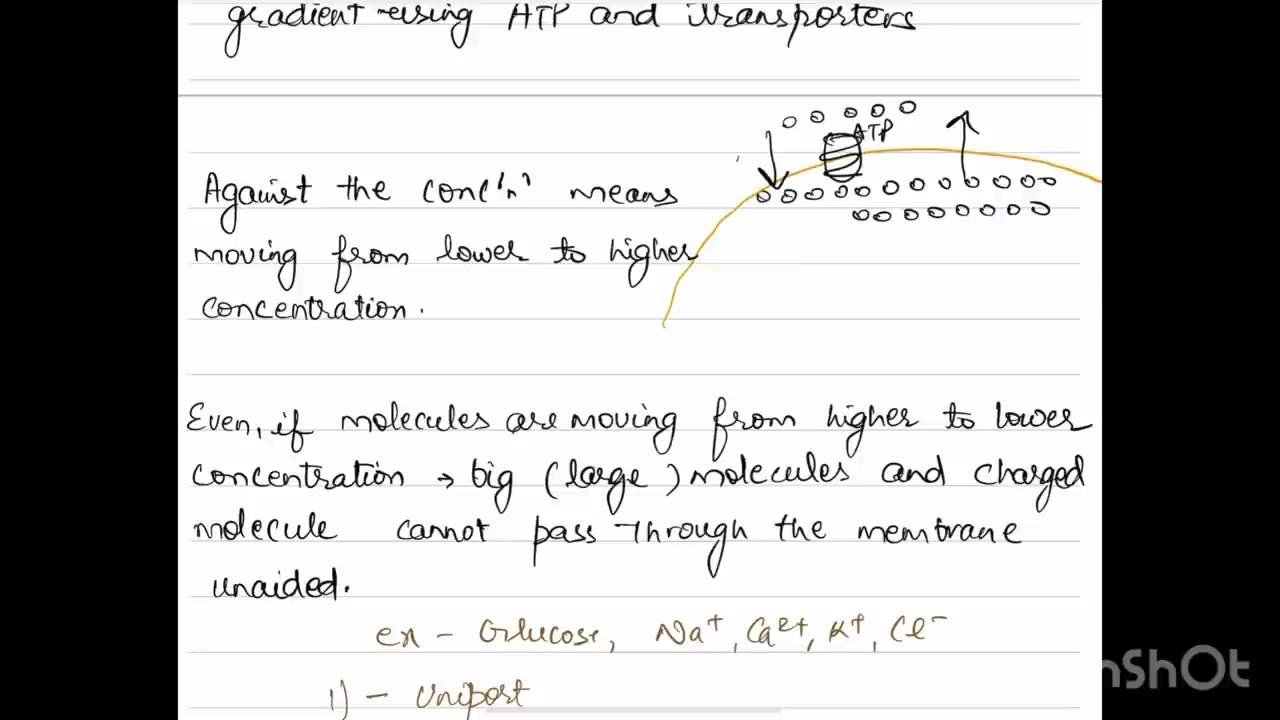 gradient using ATP and transporters
ATP
Against the conc'n' means
moving from lower to higher
concentration.
Even, if molecules are moving from higher to lower
concentration → big (large) molecules and charged
molecule cannot pass through the membrane
unaided.
ex - Glucose, Na+, Ca2+, K+, Cl-
1) - Uniport
nShOt